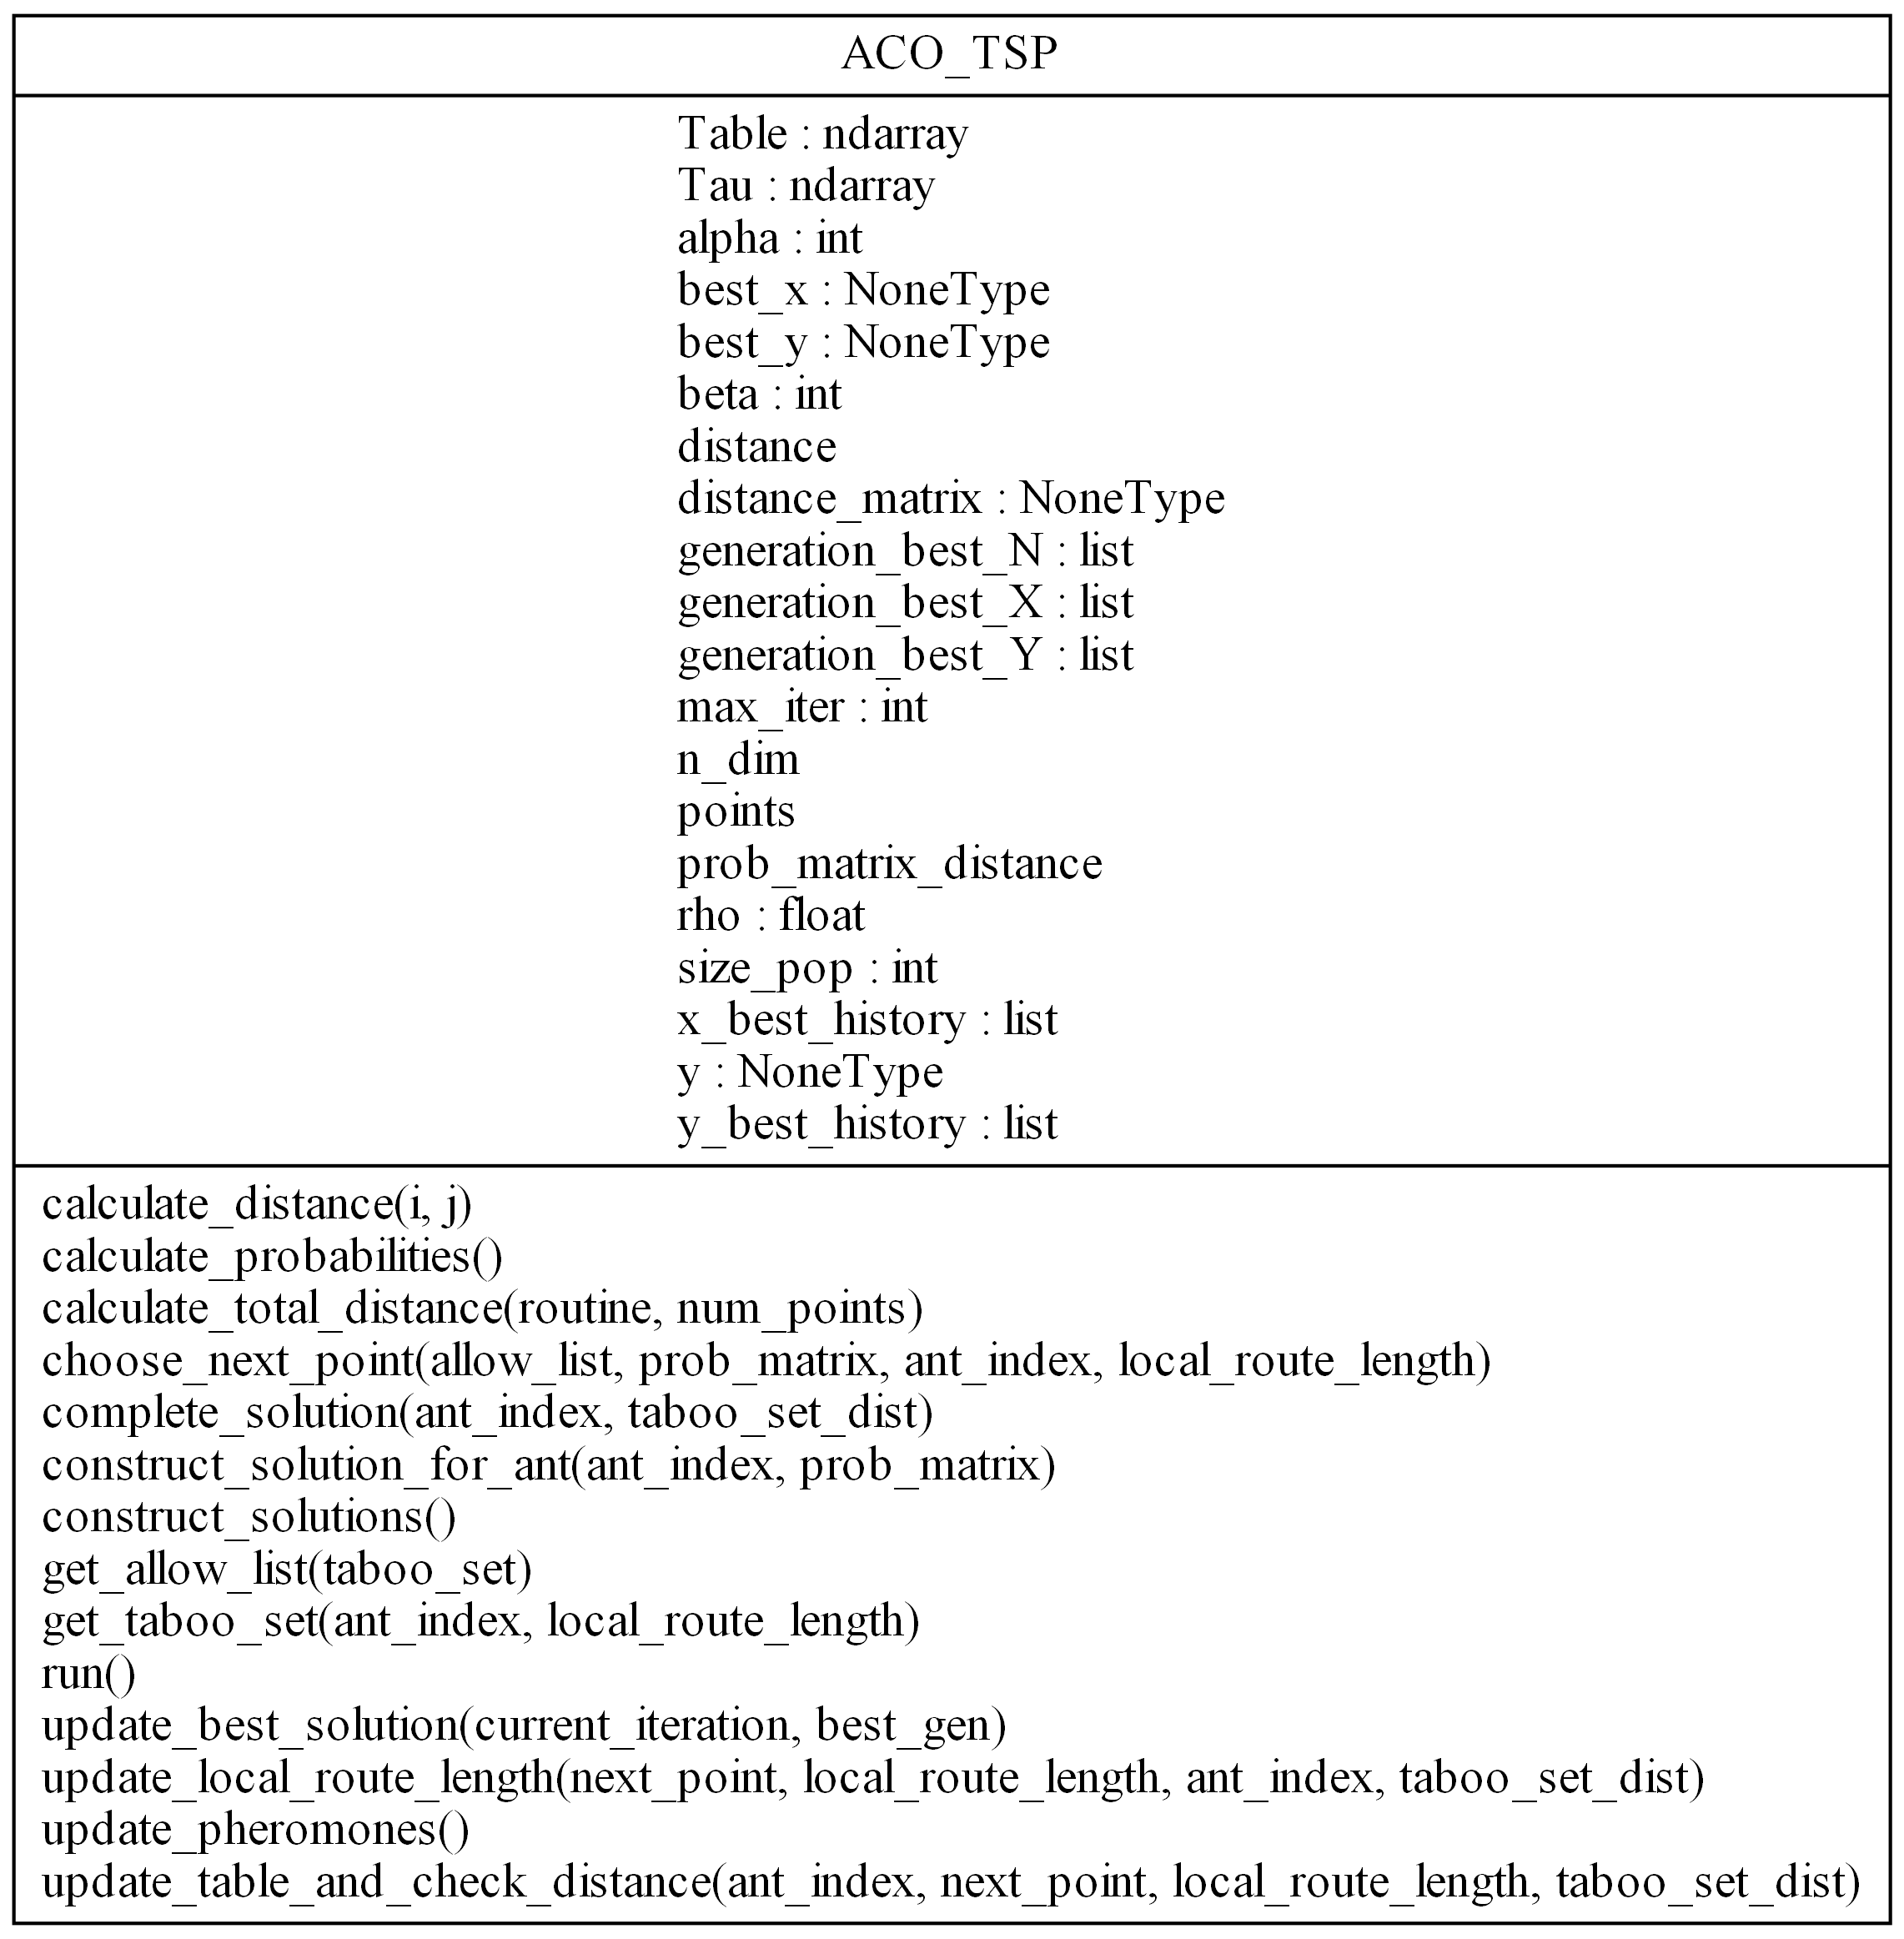 ACO_TSP
Table : ndarray
Tau : ndarray
alpha : int
best_x : NoneType
best_y : NoneType
beta : int
distance
distance_matrix : NoneType
generation_best_N : list
generation_best_X : list
generation_best_Y : list
max_iter : int
n_dim
points
prob_matrix_distance
rho : float
size_pop : int
x_best_history : list
y : NoneType
y_best_history : list
calculate_distance(i, j)
calculate_probabilities()
calculate_total_distance(routine, num_points)
choose_next_point(allow_list, prob_matrix, ant_index, local_route_length)
complete_solution(ant_index, taboo_set_dist)
construct_solution_for_ant(ant_index, prob_matrix)
construct_solutions()
get_allow_list(taboo_set)
get_taboo_set(ant_index, local_route_length)
run()
update_best_solution(current_iteration, best_gen)
update_local_route_length(next_point, local_route_length, ant_index, taboo_set_dist)
update_pheromones()
update_table_and_check_distance(ant_index, next_point, local_route_length, taboo_set_dist)